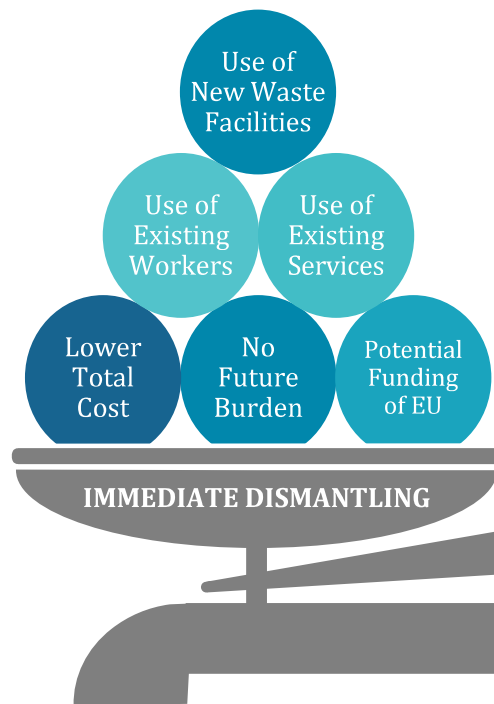 Use of
New Waste
Facilities
Use of
Existing
Workers
Use of
Existing
Services
Lower
Total
Cost
No
Future
Burden
Potential
Funding
of EU
IMMEDIATE DISMANTLING